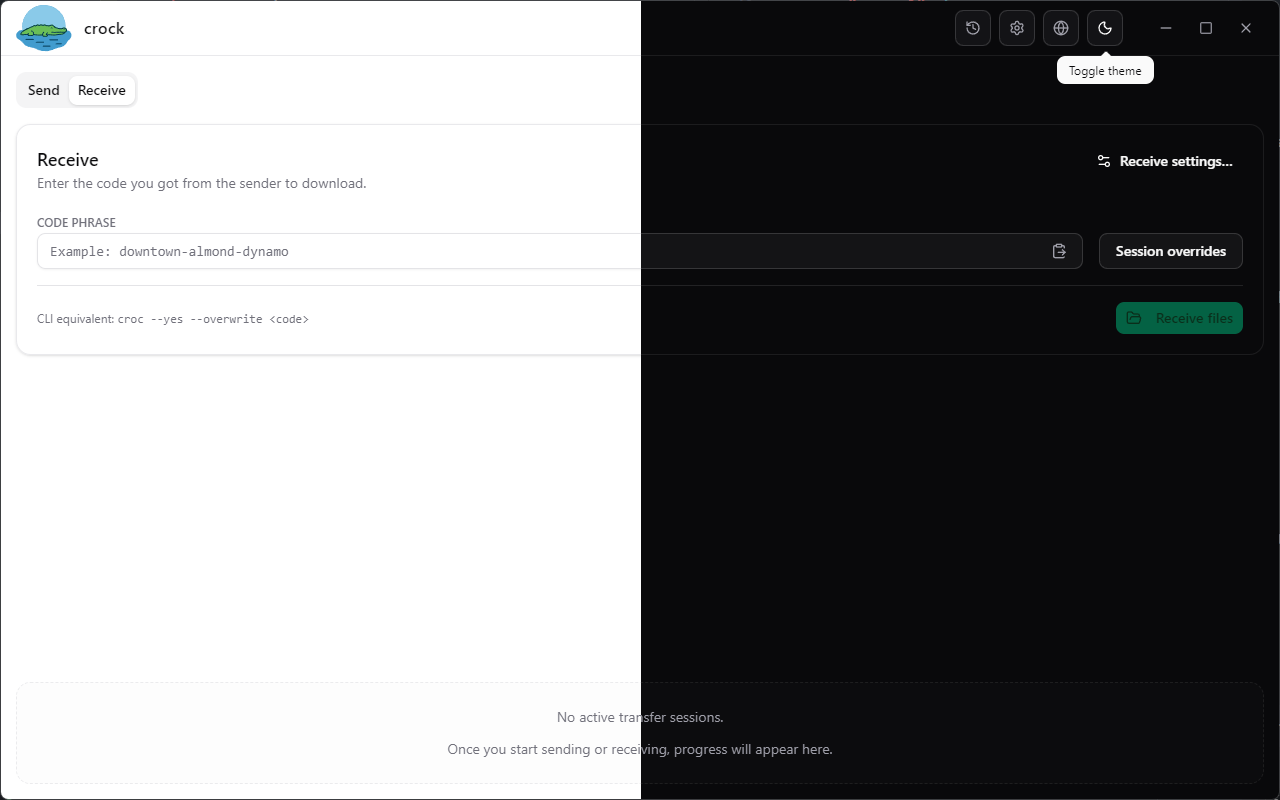 crock
Toggle theme
Send Receive
Receive
Receive settings...
Enter the code you got from the sender to download.
CODE PHRASE
Example: downtown-almond-dynamo
Session overrides
CLI equivalent: croc --yes --overwrite <code>
Receive files
No active transfer sessions.
Once you start sending or receiving, progress will appear here.